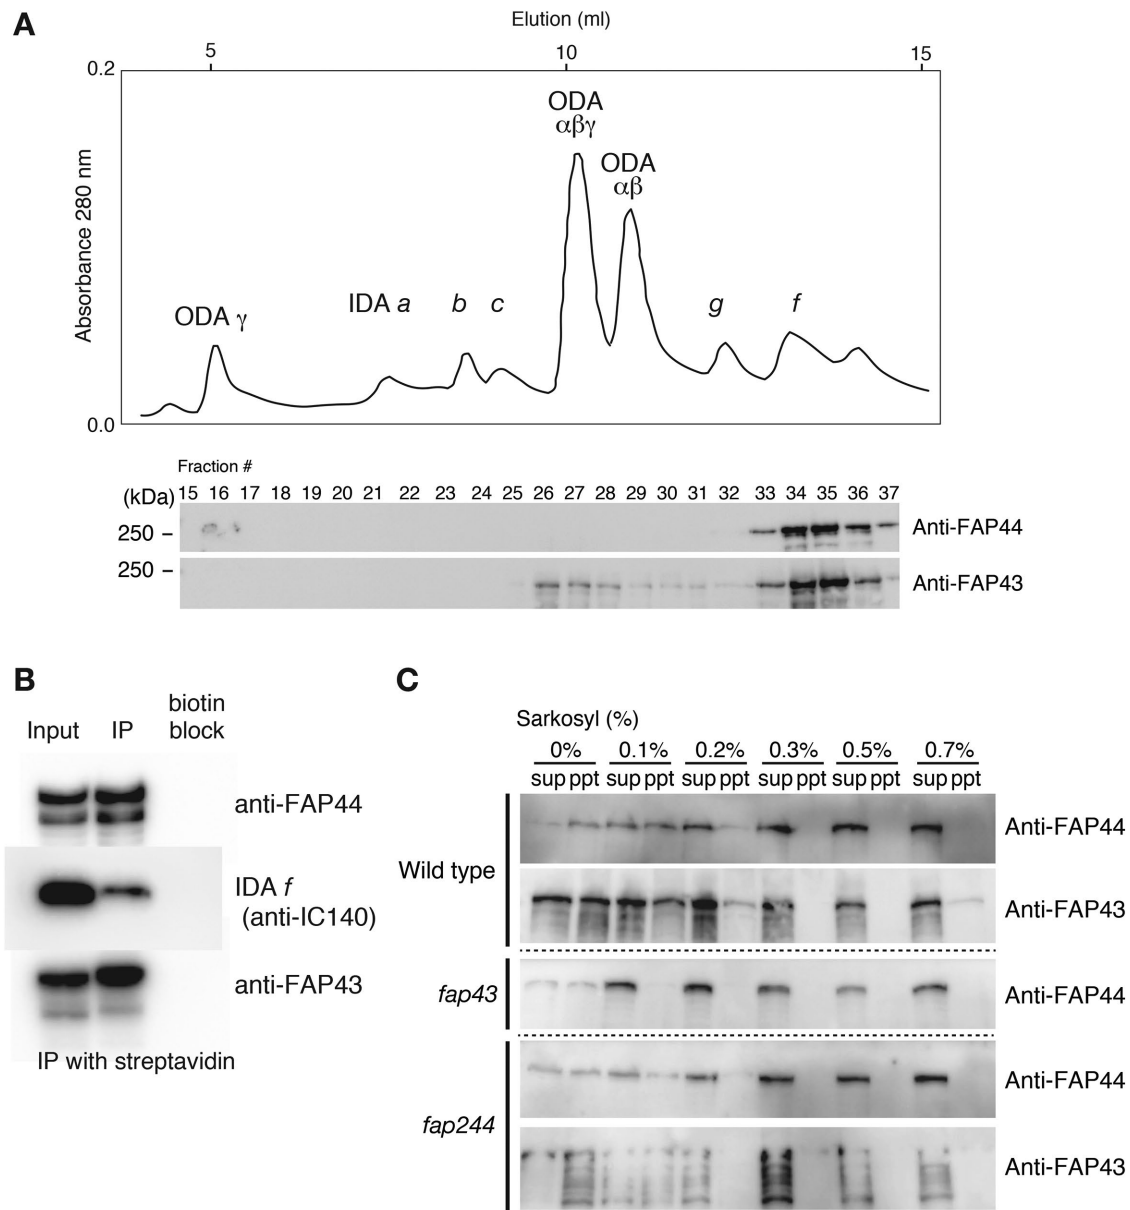 A
Elution (ml)
5 10 15
0.2
ODA
αβγ
ODA
αβ
Absorbance 280 nm
IDA a b c g f
ODA γ
0.0
Fraction #
(kDa) 15 16 17 18 19 20 21 22 23 24 25 26 27 28 29 30 31 32 33 34 35 36 37
250 – Anti-FAP44
250 – Anti-FAP43
B
Input IP biotin
block
anti-FAP44
IDA f
(anti-IC140)
anti-FAP43
IP with streptavidin
C
Sarkosyl (%)
0% 0.1% 0.2% 0.3% 0.5% 0.7%
sup ppt sup ppt sup ppt sup ppt sup ppt sup ppt
Wild type
Anti-FAP44
Anti-FAP43
fap43
Anti-FAP44
fap244
Anti-FAP44
Anti-FAP43